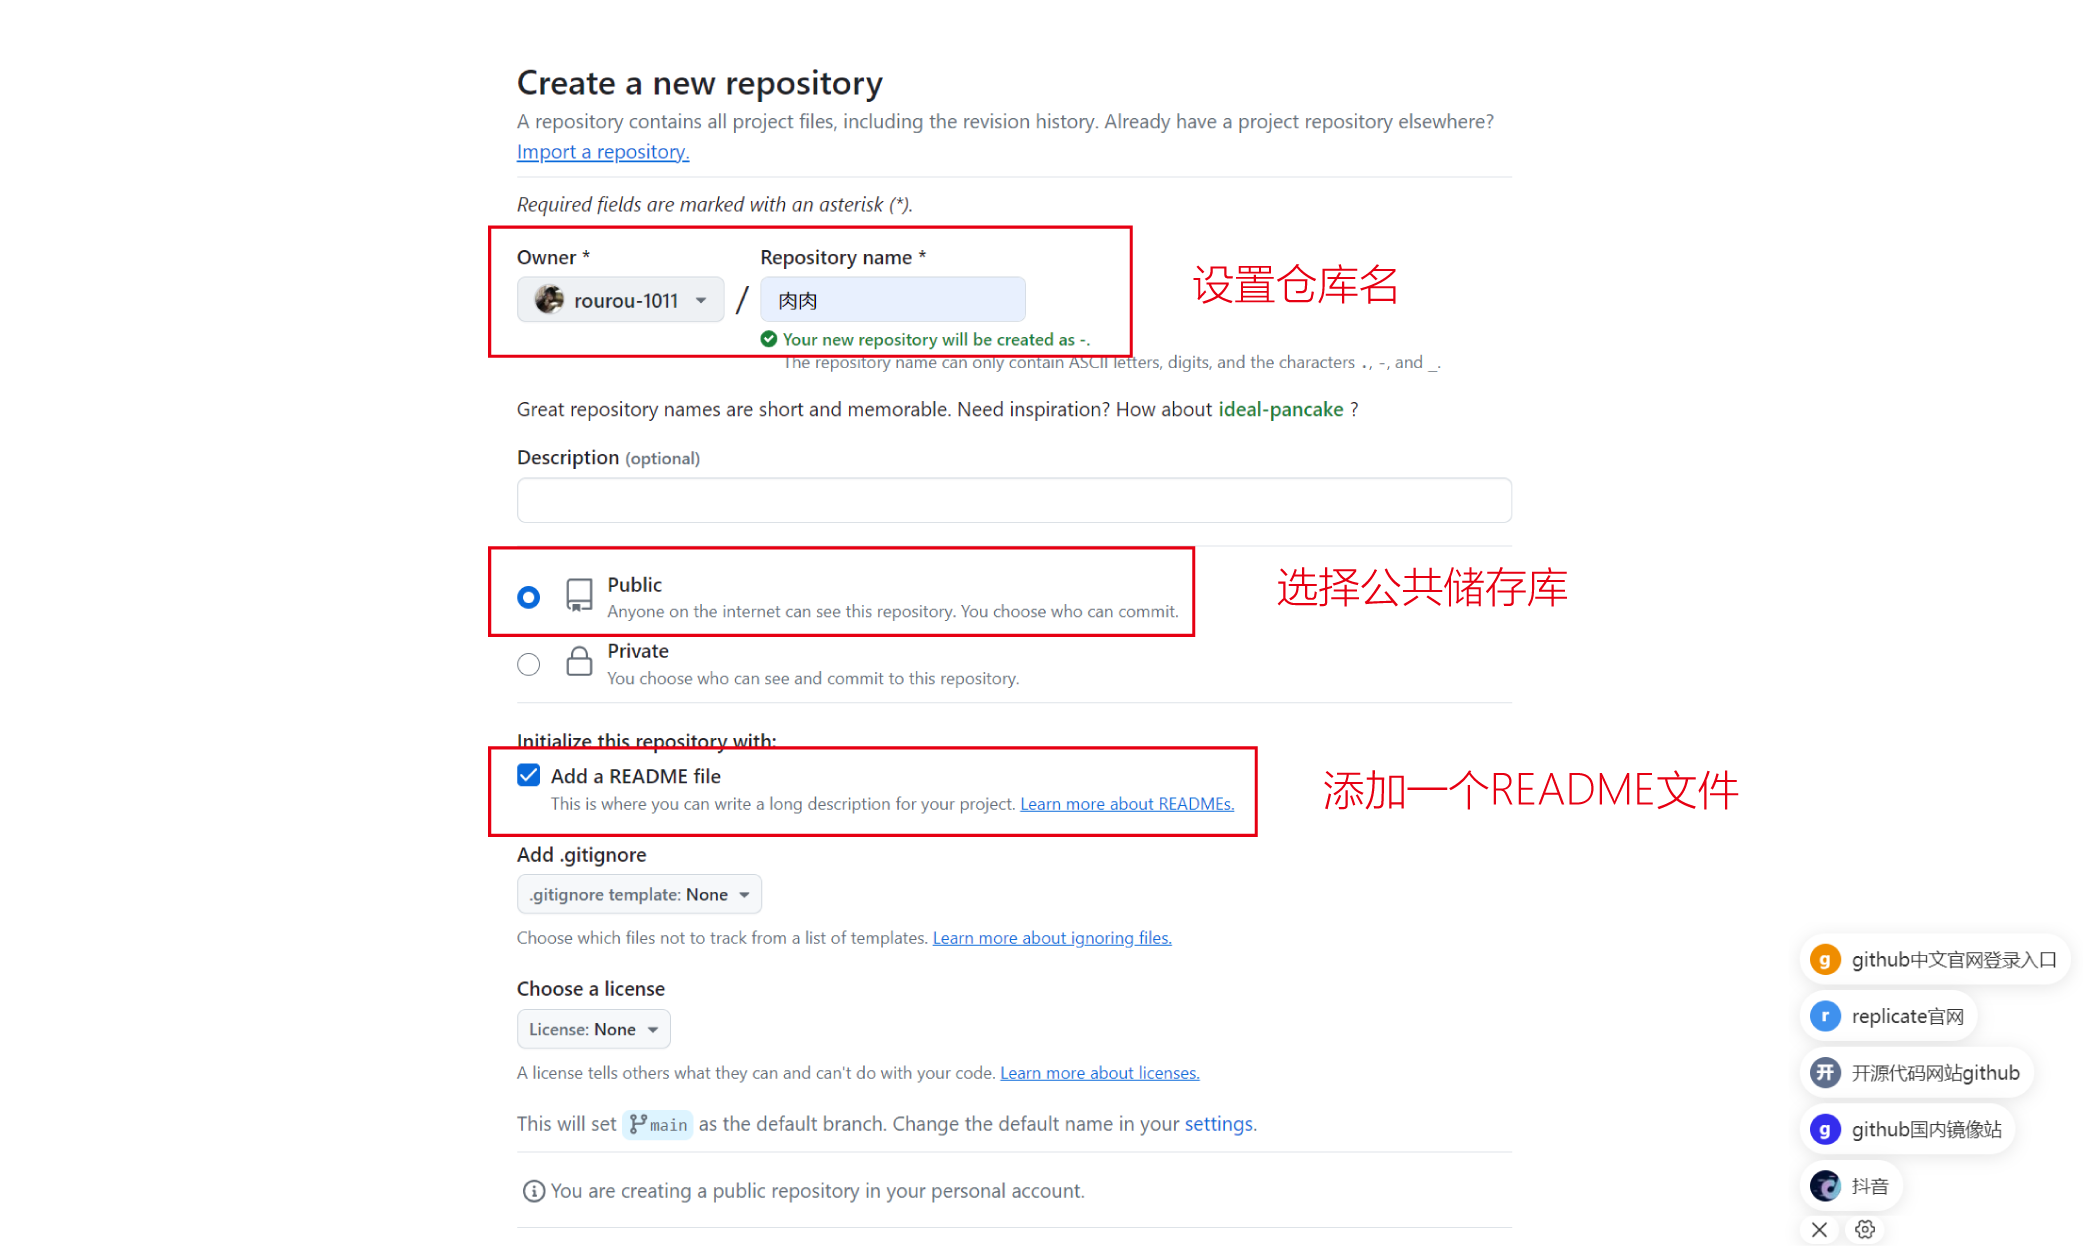 Create a new repository
A repository contains all project files, including the revision history. Already have a project repository elsewhere?
Import a repository.
Required fields are marked with an asterisk (*).
Owner *
Repository name *
设置仓库名
rourou-1011
/
肉肉
Your new repository will be created as -.
The repository name can only contain ASCII letters, digits, and the characters ., -, and _.
Great repository names are short and memorable. Need inspiration? How about ideal-pancake ?
Description (optional)
Public
Anyone on the internet can see this repository. You choose who can commit.
选择公共储存库
Private
You choose who can see and commit to this repository.
Initialize this repository with:
Add a README file
This is where you can write a long description for your project. Learn more about READMEs.
添加一个README文件
Add .gitignore
.gitignore template: None
Choose which files not to track from a list of templates. Learn more about ignoring files.
Choose a license
License: None
A license tells others what they can and can't do with your code. Learn more about licenses.
This will set main as the default branch. Change the default name in your settings.
You are creating a public repository in your personal account.
g github中文官网登录入口
r replicate官网
开 开源代码网站github
g github国内镜像站
抖音